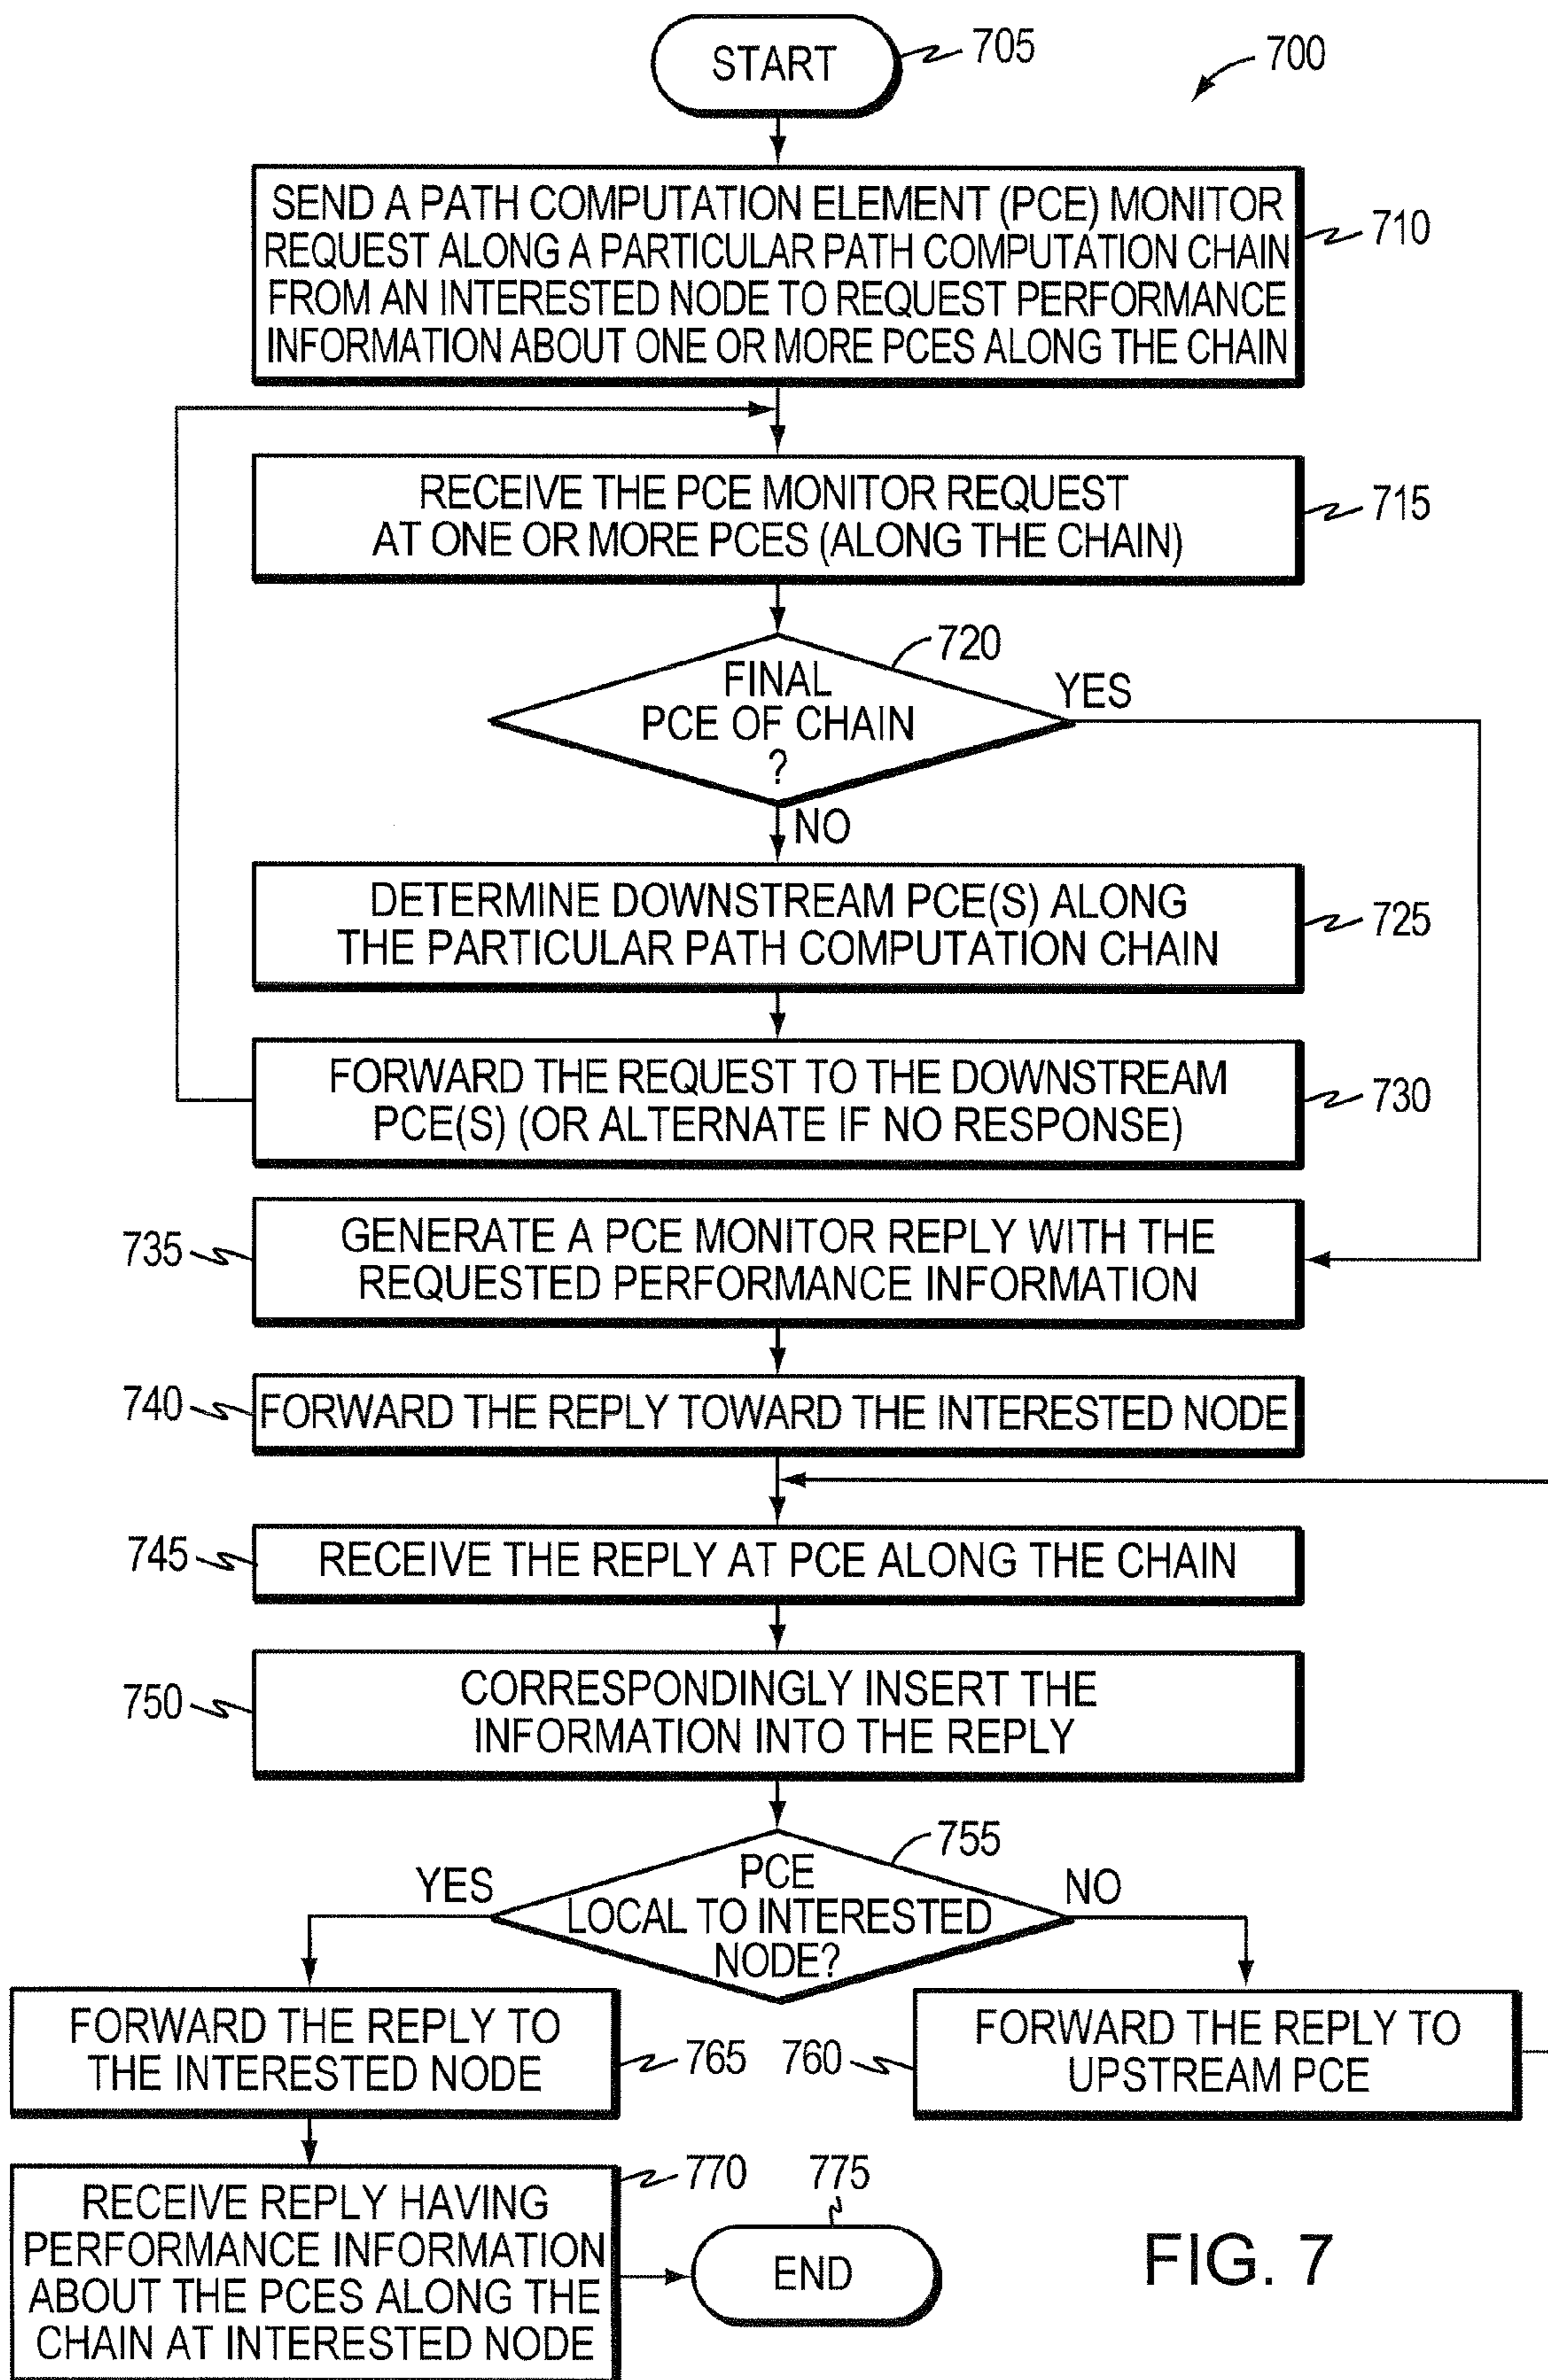 START
705
700
SEND A PATH COMPUTATION ELEMENT (PCE) MONITOR
REQUEST ALONG A PARTICULAR PATH COMPUTATION CHAIN
FROM AN INTERESTED NODE TO REQUEST PERFORMANCE
INFORMATION ABOUT ONE OR MORE PCES ALONG THE CHAIN
710
RECEIVE THE PCE MONITOR REQUEST
AT ONE OR MORE PCES (ALONG THE CHAIN)
715
720
FINAL
PCE OF CHAIN
?
YES
NO
DETERMINE DOWNSTREAM PCE(S) ALONG
THE PARTICULAR PATH COMPUTATION CHAIN
725
FORWARD THE REQUEST TO THE DOWNSTREAM
PCE(S) (OR ALTERNATE IF NO RESPONSE)
730
735
GENERATE A PCE MONITOR REPLY WITH THE
REQUESTED PERFORMANCE INFORMATION
740
FORWARD THE REPLY TOWARD THE INTERESTED NODE
745
RECEIVE THE REPLY AT PCE ALONG THE CHAIN
750
CORRESPONDINGLY INSERT THE
INFORMATION INTO THE REPLY
755
YES
PCE
LOCAL TO INTERESTED
NODE?
NO
FORWARD THE REPLY TO
THE INTERESTED NODE
765
760
FORWARD THE REPLY TO
UPSTREAM PCE
770
RECEIVE REPLY HAVING
PERFORMANCE INFORMATION
ABOUT THE PCES ALONG THE
CHAIN AT INTERESTED NODE
775
END
FIG. 7